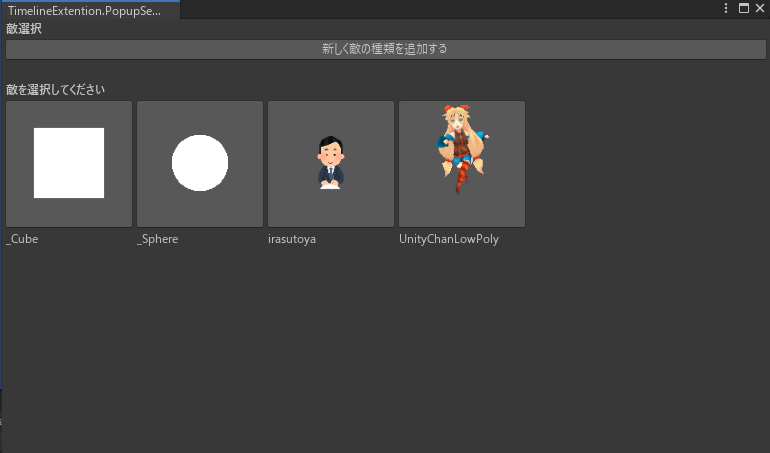 TimelineExtention.PopupSe...
敵選択
新しく敵の種類を追加する
敵を選択してください
_Cube
_Sphere
irasutoya
UnityChanLowPoly